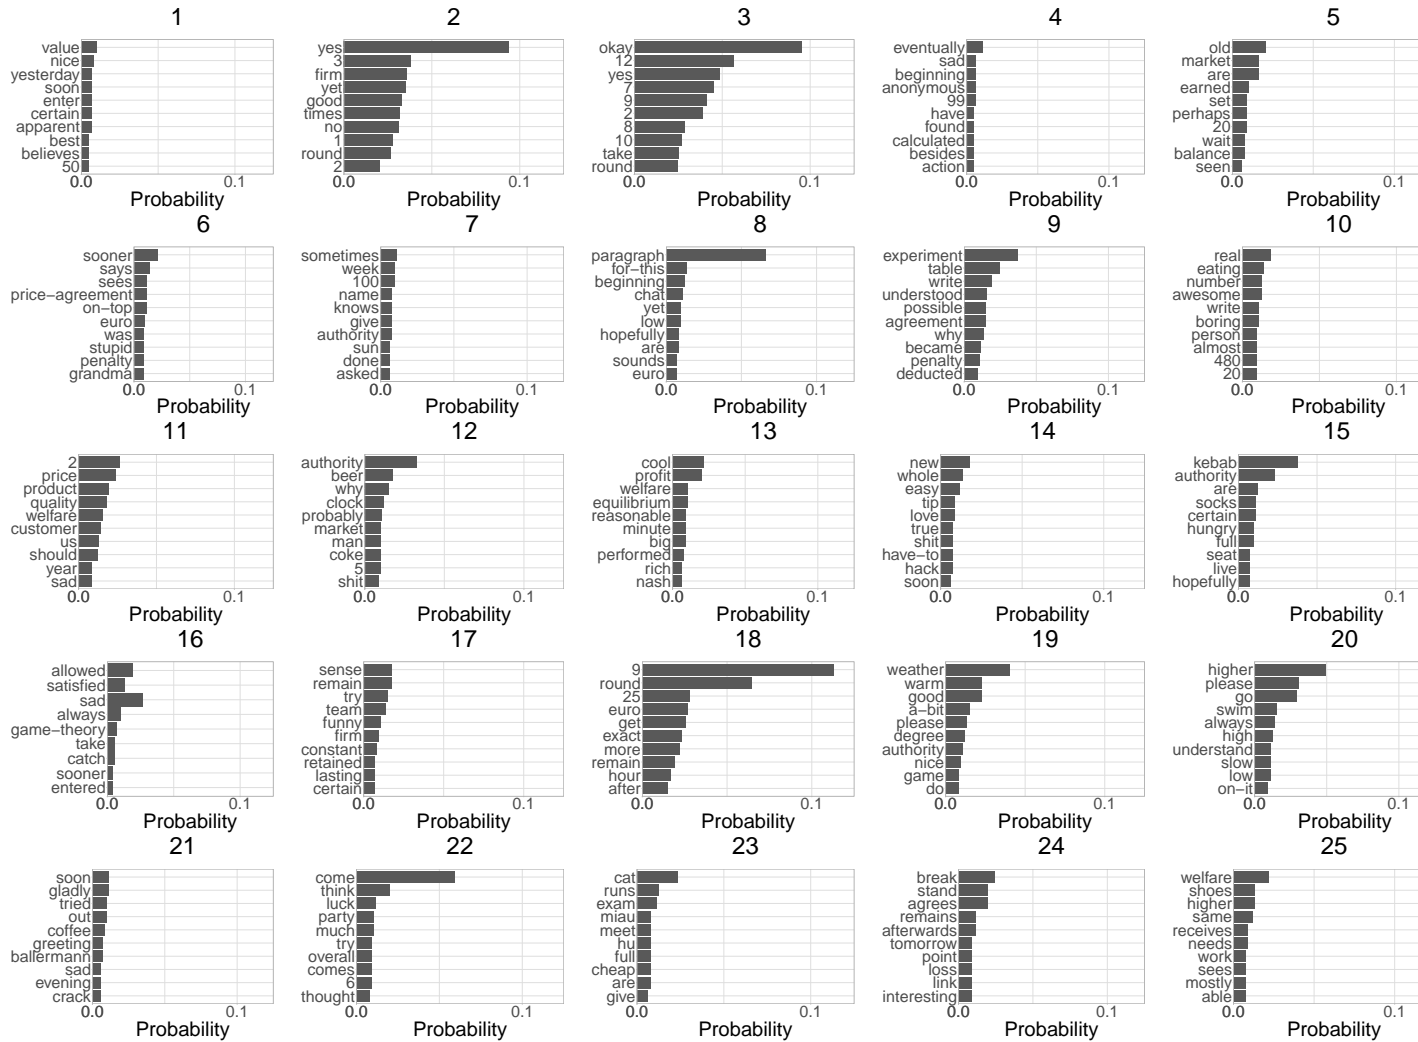 1 2 3 4 5
value
nice
yesterday
soon
enter
certain
apparent
best
believes
50
0.0 0.1
Probability
yes
3
firm
yet
good
times
no
1
round
2
0.0 0.1
Probability
okay
12
yes
7
9
2
8
10
take
round
0.0 0.1
Probability
eventually
sad
beginning
anonymous
99
have
found
calculated
besides
action
0.0 0.1
Probability
old
market
are
earned
set
perhaps
20
wait
balance
seen
0.0 0.1
Probability
6 7 8 9 10
sooner
says
sees
price−agreement
on−top
euro
was
stupid
penalty
grandma
0.0 0.1
Probability
sometimes
week
100
name
knows
give
authority
sun
done
asked
0.0 0.1
Probability
paragraph
for−this
beginning
chat
yet
low
hopefully
are
sounds
euro
0.0 0.1
Probability
experiment
table
write
understood
possible
agreement
why
became
penalty
deducted
0.0 0.1
Probability
real
eating
number
awesome
write
boring
person
almost
480
20
0.0 0.1
Probability
11 12 13 14 15
2
price
product
quality
welfare
customer
us
should
year
sad
0.0 0.1
Probability
authority
beer
why
clock
probably
market
man
coke
5
shit
0.0 0.1
Probability
cool
profit
welfare
equilibrium
reasonable
minute
big
performed
rich
nash
0.0 0.1
Probability
new
whole
easy
tip
love
true
shit
have−to
hack
soon
0.0 0.1
Probability
kebab
authority
are
socks
certain
hungry
full
seat
live
hopefully
0.0 0.1
Probability
16 17 18 19 20
allowed
satisfied
sad
always
game−theory
take
catch
sooner
entered
0.0 0.1
Probability
sense
remain
try
team
funny
firm
constant
retained
lasting
certain
0.0 0.1
Probability
9
round
25
euro
get
exact
more
remain
hour
after
0.0 0.1
Probability
weather
warm
good
a−bit
please
degree
authority
nice
game
do
0.0 0.1
Probability
higher
please
go
swim
always
high
understand
slow
low
on−it
0.0 0.1
Probability
21 22 23 24 25
soon
gladly
tried
out
coffee
greeting
ballermann
sad
evening
crack
0.0 0.1
Probability
come
think
luck
party
much
try
overall
comes
6
thought
0.0 0.1
Probability
cat
runs
exam
miau
meet
hu
full
cheap
are
give
0.0 0.1
Probability
break
stand
agrees
remains
afterwards
tomorrow
point
loss
link
interesting
0.0 0.1
Probability
welfare
shoes
higher
same
receives
needs
work
sees
mostly
able
0.0 0.1
Probability